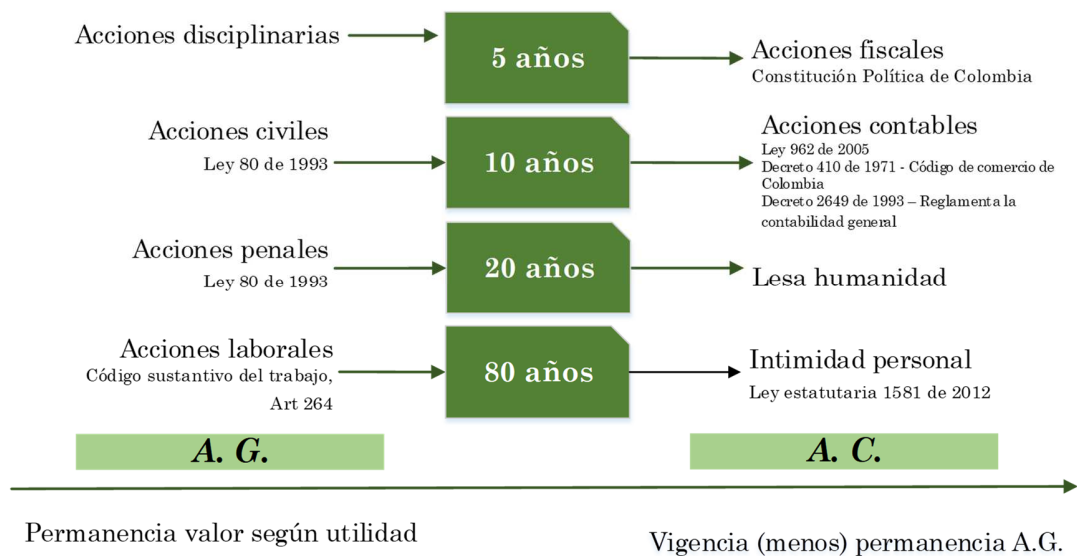 Acciones disciplinarias
5 años
Acciones fiscales
Constitución Política de Colombia
Acciones civiles
Ley 80 de 1993
10 años
Acciones contables
Ley 962 de 2005
Decreto 410 de 1971 - Código de comercio de
Colombia
Decreto 2649 de 1993 – Reglamenta la
contabilidad general
Acciones penales
Ley 80 de 1993
20 años
Lesa humanidad
Acciones laborales
Código sustantivo del trabajo,
Art 264
80 años
Intimidad personal
Ley estatutaria 1581 de 2012
A. G.
A. C.
Permanencia valor según utilidad
Vigencia (menos) permanencia A.G.